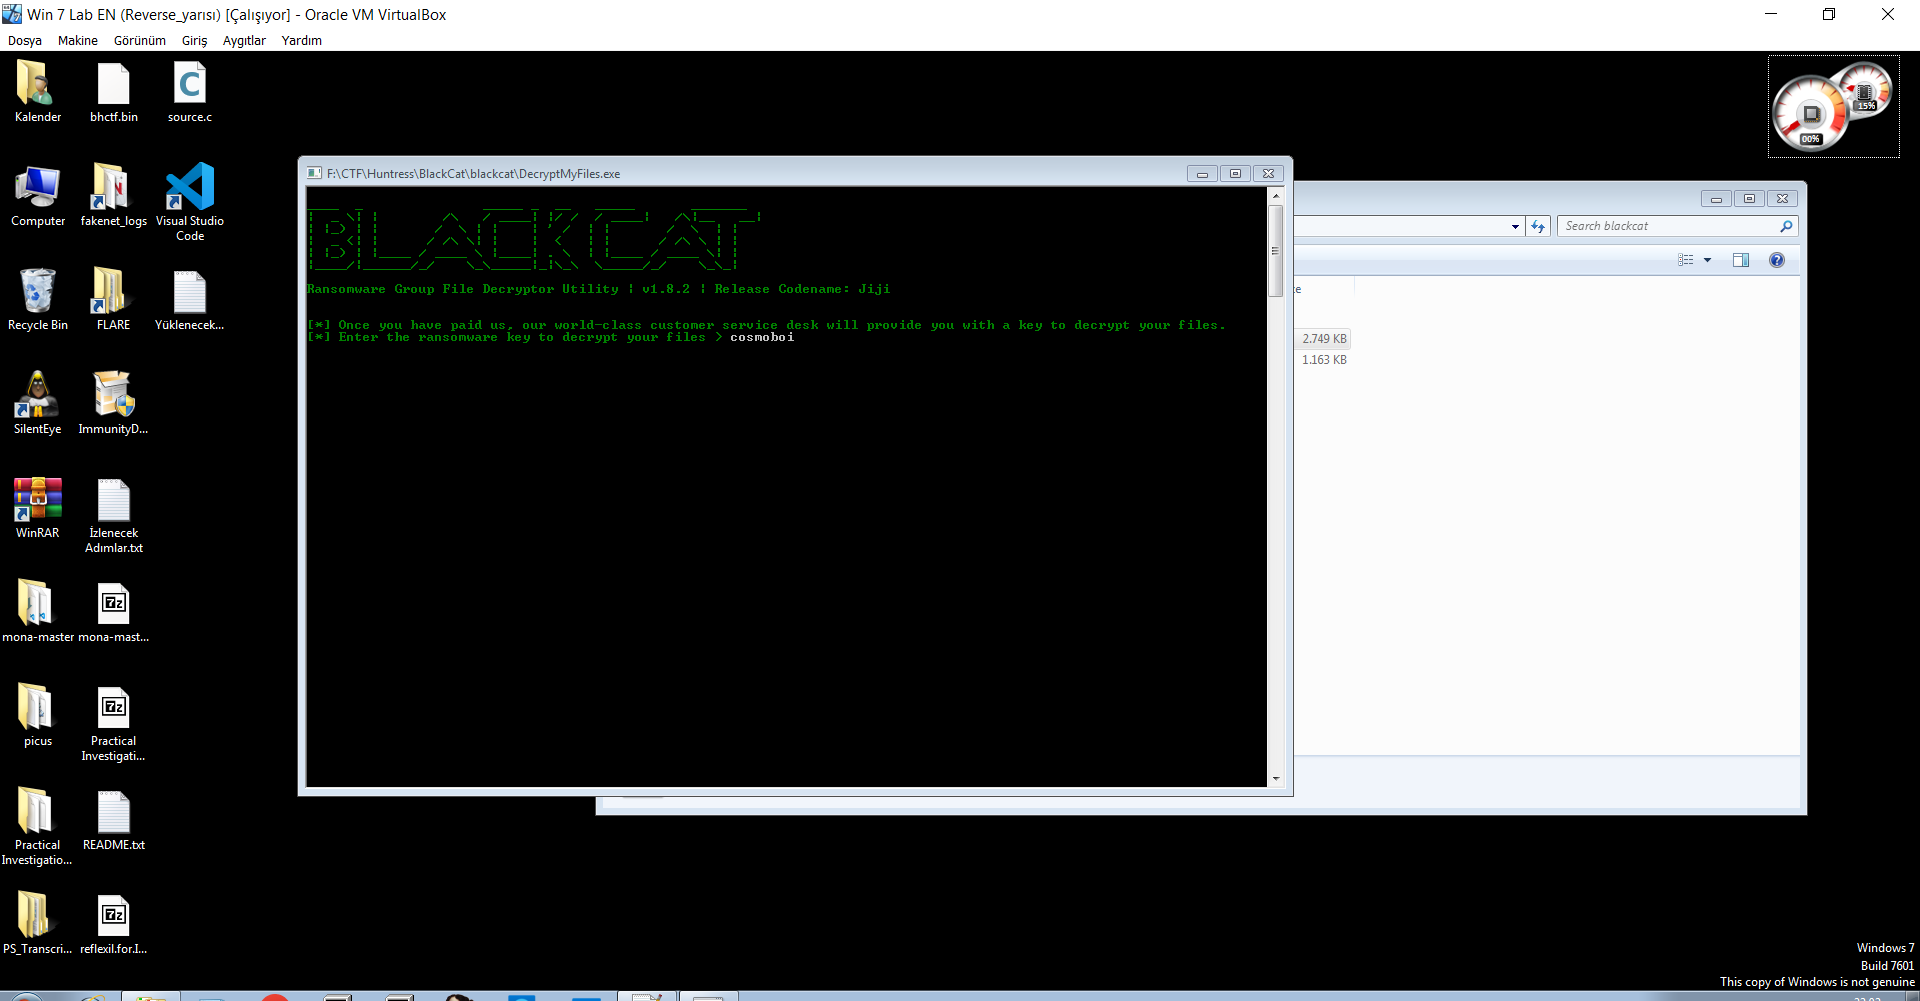 Win 7 Lab EN (Reverse_yarısı) [Çalışıyor] - Oracle VM VirtualBox
Dosya Makine Görünüm Giriş Aygıtlar Yardım
Kalender
bhctf.bin
source.c
Computer
fakenet_logs
Visual Studio
Code
Recycle Bin
FLARE
Yüklenecek...
SilentEye
ImmunityD...
WinRAR
İzlenecek
Adımlar.txt
mona-master
mona-mast...
picus
Practical
Investigati...
Practical
Investigatio...
README.txt
PS_Transcri...
reflexil.for.I...
F:\CTF\Huntress\BlackCat\blackcat\DecryptMyFiles.exe
BLACK CAT
Ransomware Group File Decryptor Utility | v1.8.2 | Release Codename: Jiji
[*] Once you have paid us, our world-class customer service desk will provide you with a key to decrypt your files.
[*] Enter the ransomware key to decrypt your files > cosmoboi
Search blackcat
2.749 KB
1.163 KB
15%
00%
Windows 7
Build 7601
This copy of Windows is not genuine